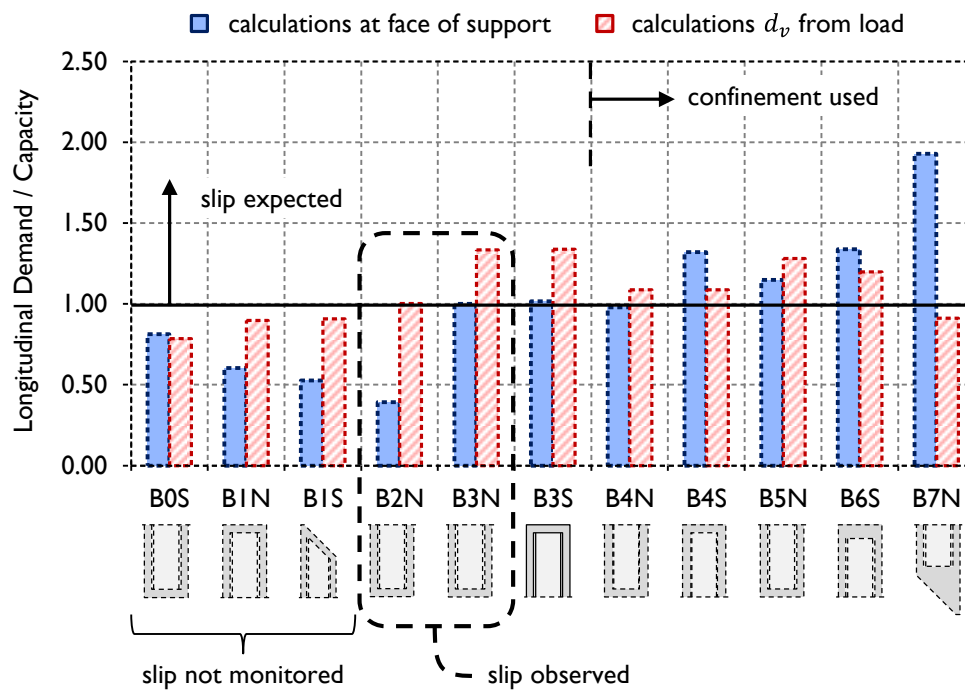 calculations at face of support calculations d_v from load
Longitudinal Demand / Capacity
2.50
2.00
1.50
1.00
0.50
0.00
confinement used
slip expected
B0S B1N B1S B2N B3N B3S B4N B4S B5N B6S B7N
slip not monitored slip observed